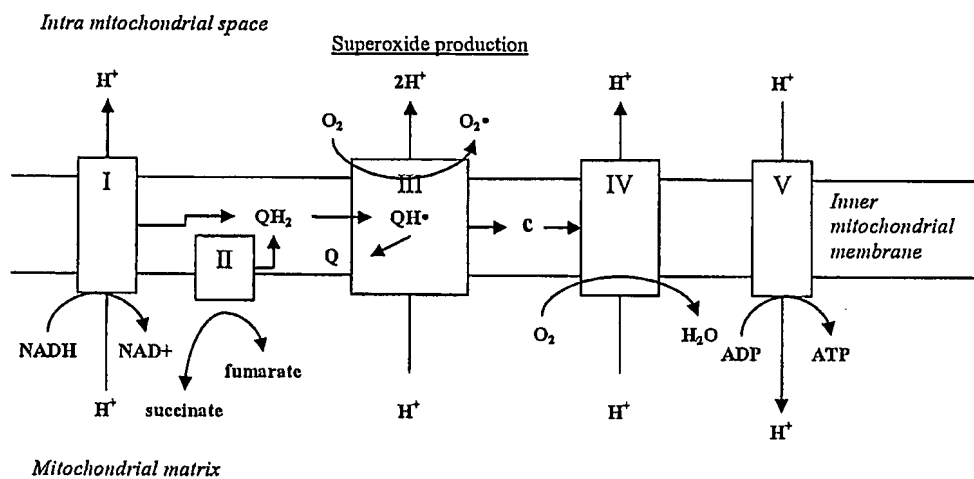 Intra mitochondrial space
Superoxide production
H⁺ 2H⁺ H⁺ H⁺
O₂ O₂•
I III IV V
QH₂ QH• C
Inner
mitochondrial
membrane
II Q
NADH NAD+ O₂ H₂O ADP ATP
fumarate
succinate
H⁺ H⁺ H⁺ H⁺
Mitochondrial matrix